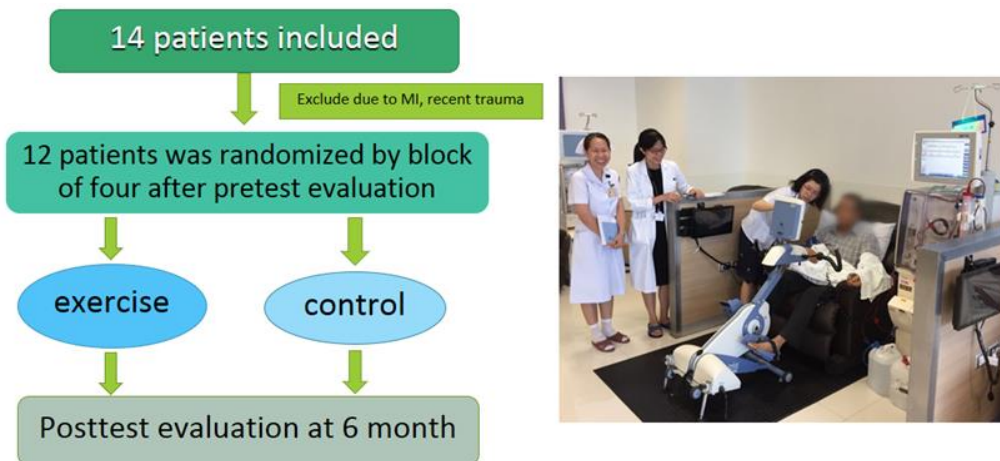 14 patients included
Exclude due to MI, recent trauma
12 patients was randomized by block
of four after pretest evaluation
exercise
control
Posttest evaluation at 6 month